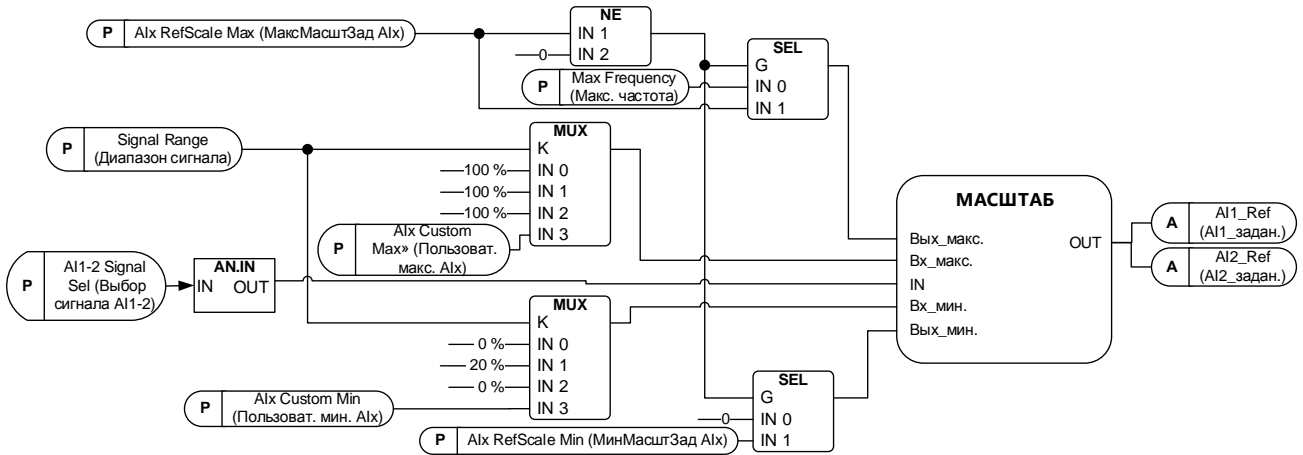 P AIx RefScale Max (МаксМасштЗад AIx)
NE
IN 1
0 IN 2
SEL
G
IN 0
IN 1
P Max Frequency
(Макс. частота)
P Signal Range
(Диапазон сигнала)
MUX
K
100 % IN 0
100 % IN 1
100 % IN 2
IN 3
P AIx Custom
Max» (Пользоват.
макс. AIx)
P AI1-2 Signal
Sel (Выбор
сигнала AI1-2)
AN.IN
IN OUT
MUX
K
0 % IN 0
20 % IN 1
0 % IN 2
IN 3
P AIx Custom Min
(Пользоват. мин. AIx)
SEL
G
0 IN 0
IN 1
P AIx RefScale Min (МинМасштЗад AIx)
МАСШТАБ
Вых_макс.
Вх_макс.
IN
Вх_мин.
Вых_мин.
OUT
A AI1_Ref
(AI1_задан.)
A AI2_Ref
(AI2_задан.)